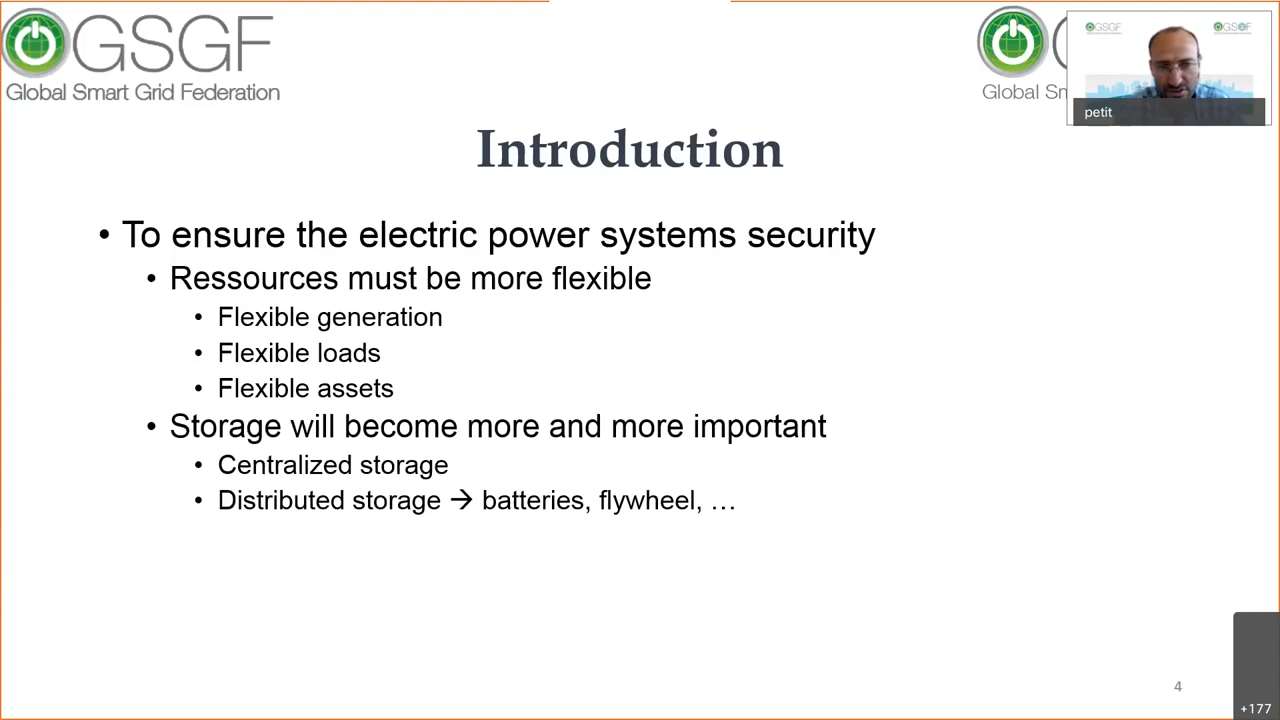 GSGF
Global Smart Grid Federation
Global Sm
GSGF
petit
Introduction
• To ensure the electric power systems security
• Ressources must be more flexible
• Flexible generation
• Flexible loads
• Flexible assets
• Storage will become more and more important
• Centralized storage
• Distributed storage → batteries, flywheel, …
4
+177